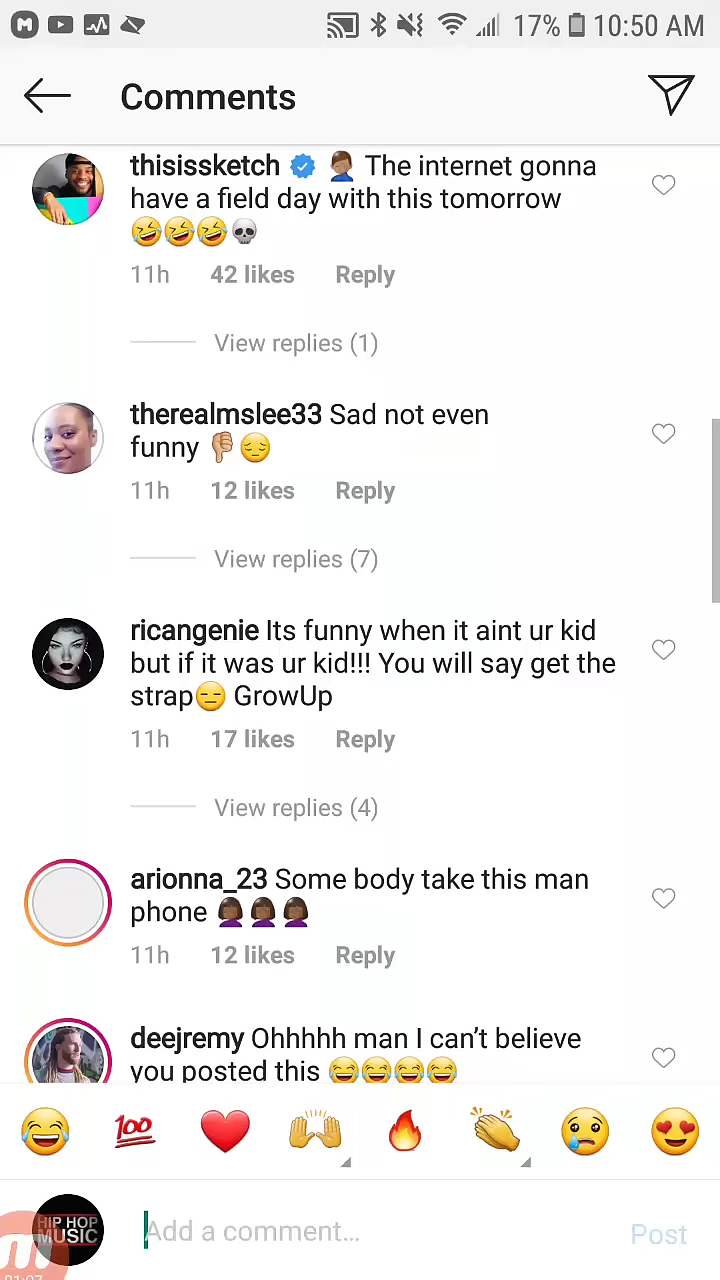 17% 10:50 AM
Comments
thisissketch 🤦🏽‍♂️ The internet gonna
have a field day with this tomorrow
🤣🤣🤣💀
11h 42 likes Reply
View replies (1)
therealmslee33 Sad not even
funny 👎🏼😔
11h 12 likes Reply
View replies (7)
ricangenie Its funny when it aint ur kid
but if it was ur kid!!! You will say get the
strap😑 GrowUp
11h 17 likes Reply
View replies (4)
arionna_23 Some body take this man
phone 🤦🏾‍♀️🤦🏾‍♀️🤦🏾‍♀️
11h 12 likes Reply
deejremy Ohhhhh man I can't believe
you posted this 😂😂😂😂
😂 💯 ❤️ 🙌 🔥 👏 😢 😍
HIP HOP
MUSIC
Add a comment...
Post
01:07